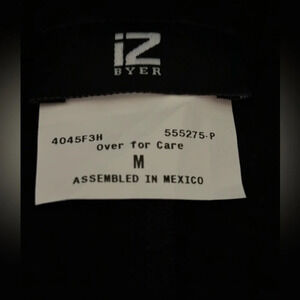 iZ
BYER
4045F3H 555275-P
Over for Care
M
ASSEMBLED IN MEXICO